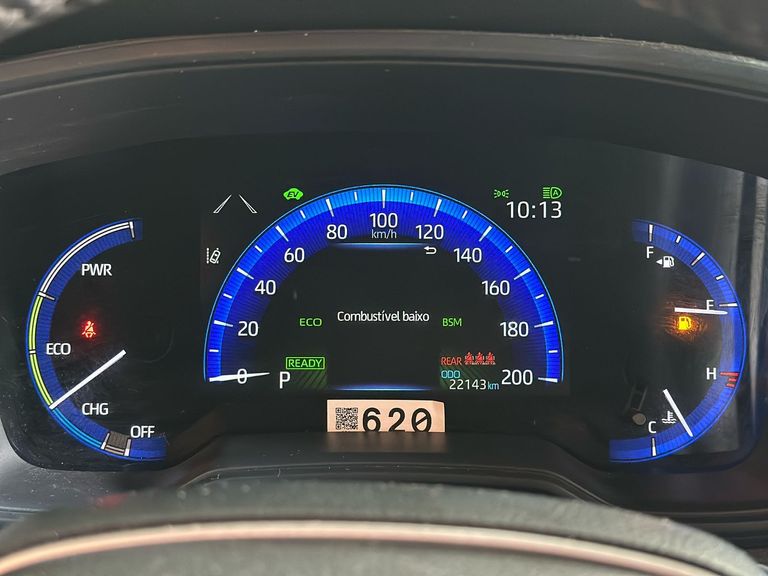 EV
A
10:13
100
km/h
80
120
60
140
40
160
20
180
0
200
PWR
ECO
CHG
OFF
Combustível baixo
ECO
BSM
READY
REAR
P
ODO
22143 km
F
E
H
C
620